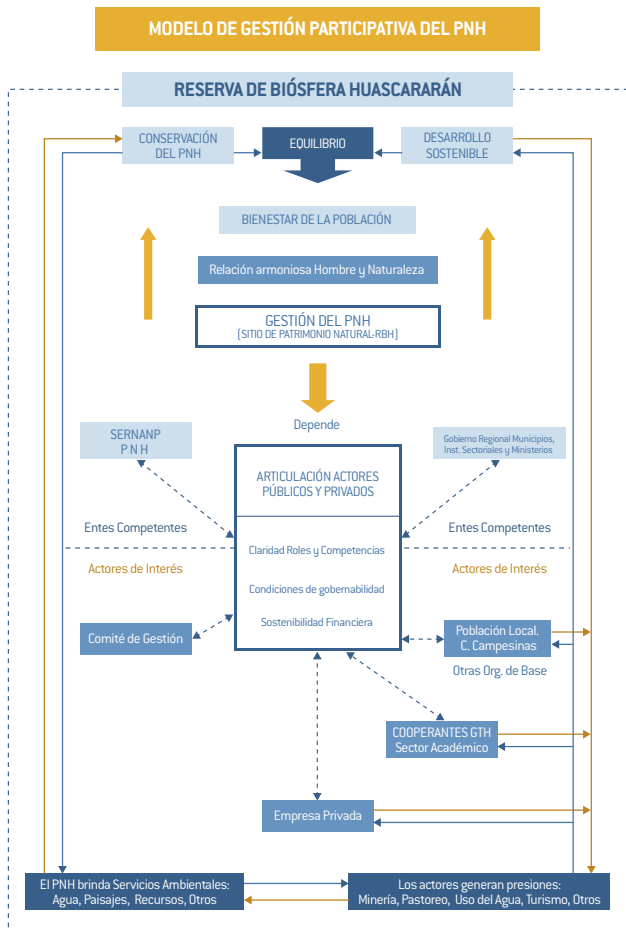 MODELO DE GESTIÓN PARTICIPATIVA DEL PNH
RESERVA DE BIÓSFERA HUASCARARÁN
CONSERVACIÓN
DEL PNH
EQUILIBRIO
DESARROLLO
SOSTENIBLE
BIENESTAR DE LA POBLACIÓN
Relación armoniosa Hombre y Naturaleza
GESTIÓN DEL PNH
(SITIO DE PATRIMONIO NATURAL-RBH)
Depende
SERNANP
P N H
Gobierno Regional Municipios,
Inst. Sectoriales y Ministerios
ARTICULACIÓN ACTORES
PÚBLICOS Y PRIVADOS
Entes Competentes
Entes Competentes
Claridad Roles y Competencias
Actores de Interés
Actores de Interés
Condiciones de gobernabilidad
Sostenibilidad Financiera
Comité de Gestión
Población Local.
C. Campesinas
Otras Org. de Base
COOPERANTES GTH
Sector Académico
Empresa Privada
El PNH brinda Servicios Ambientales:
Agua, Paisajes, Recursos, Otros
Los actores generan presiones:
Minería, Pastoreo, Uso del Agua, Turismo, Otros